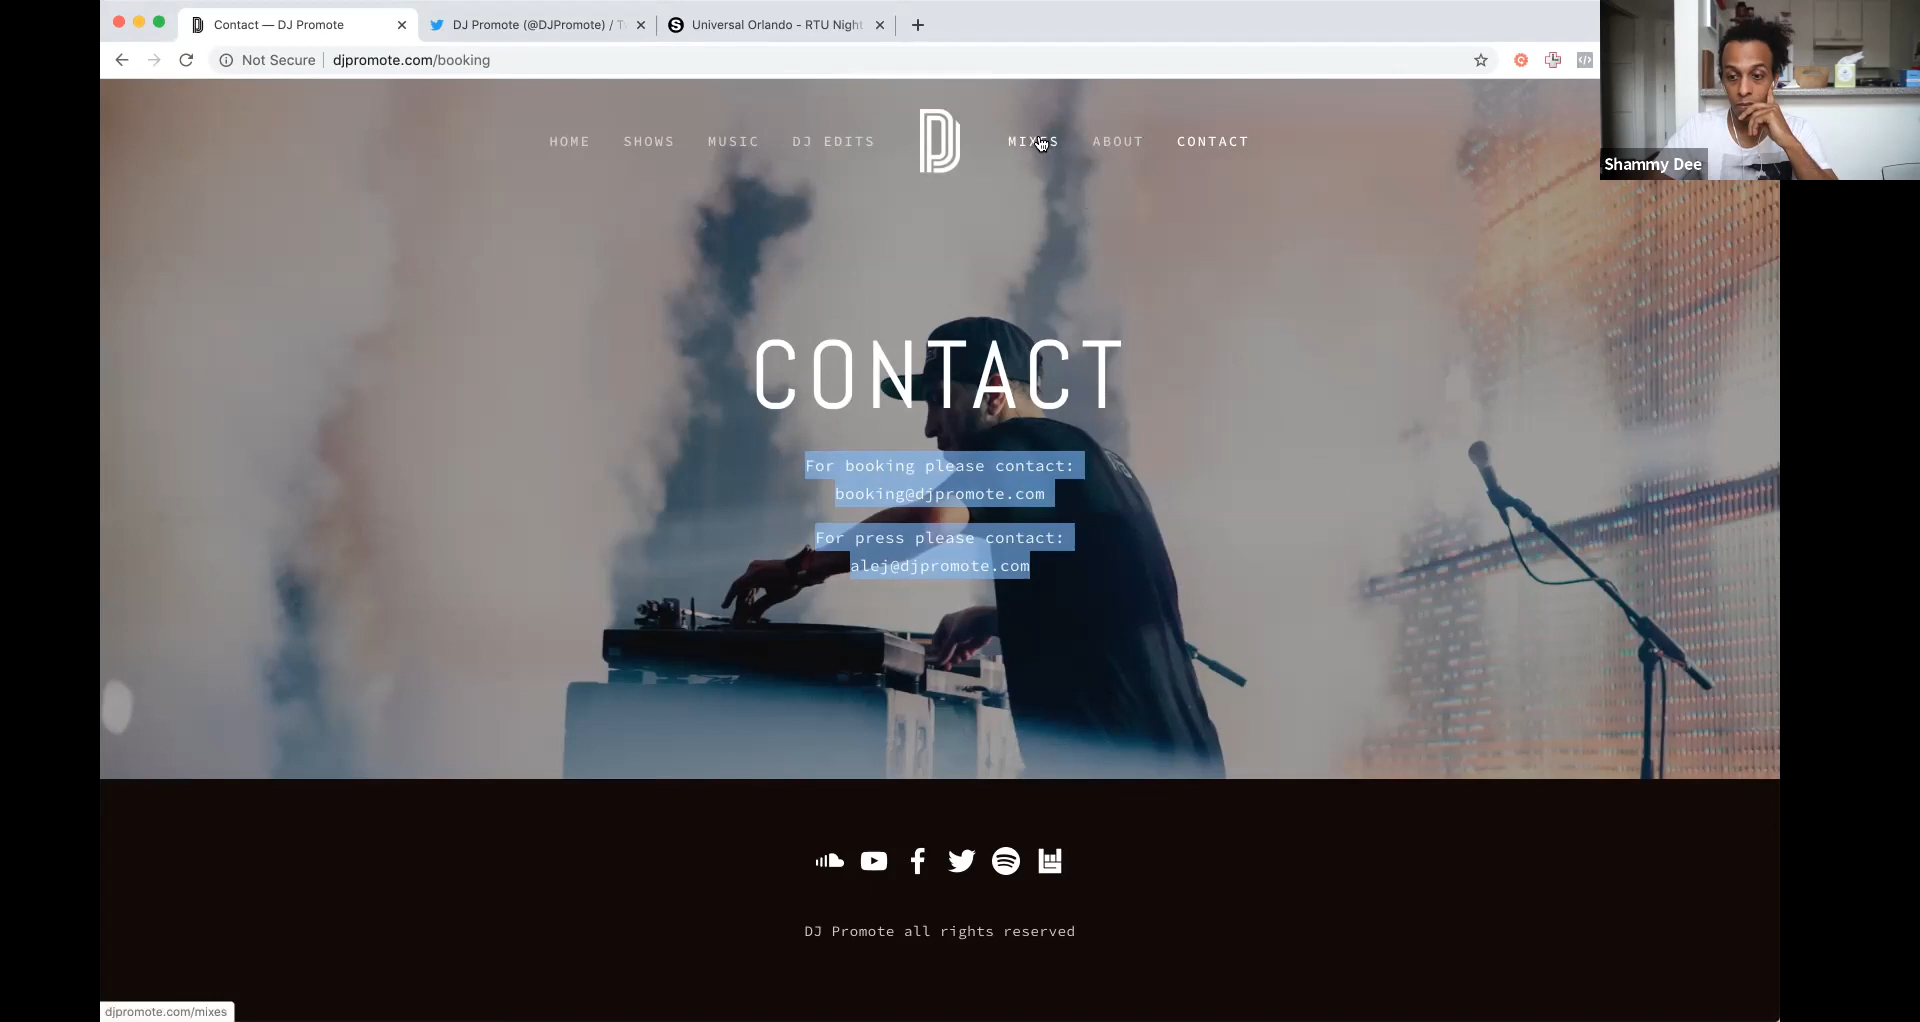 Contact — DJ Promote
DJ Promote (@DJPromote) / Tw
Universal Orlando - RTU Night
Not Secure
djpromote.com/booking
HOME
SHOWS
MUSIC
DJ EDITS
MIXES
ABOUT
CONTACT
Shammy Dee
CONTACT
For booking please contact:
booking@djpromote.com
For press please contact:
alej@djpromote.com
DJ Promote all rights reserved
djpromote.com/mixes